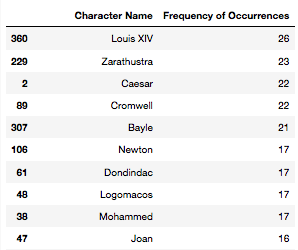 Character Name Frequency of Occurrences
360 Louis XIV 26
229 Zarathustra 23
2 Caesar 22
89 Cromwell 22
307 Bayle 21
106 Newton 17
61 Dondindac 17
48 Logomacos 17
38 Mohammed 17
47 Joan 16